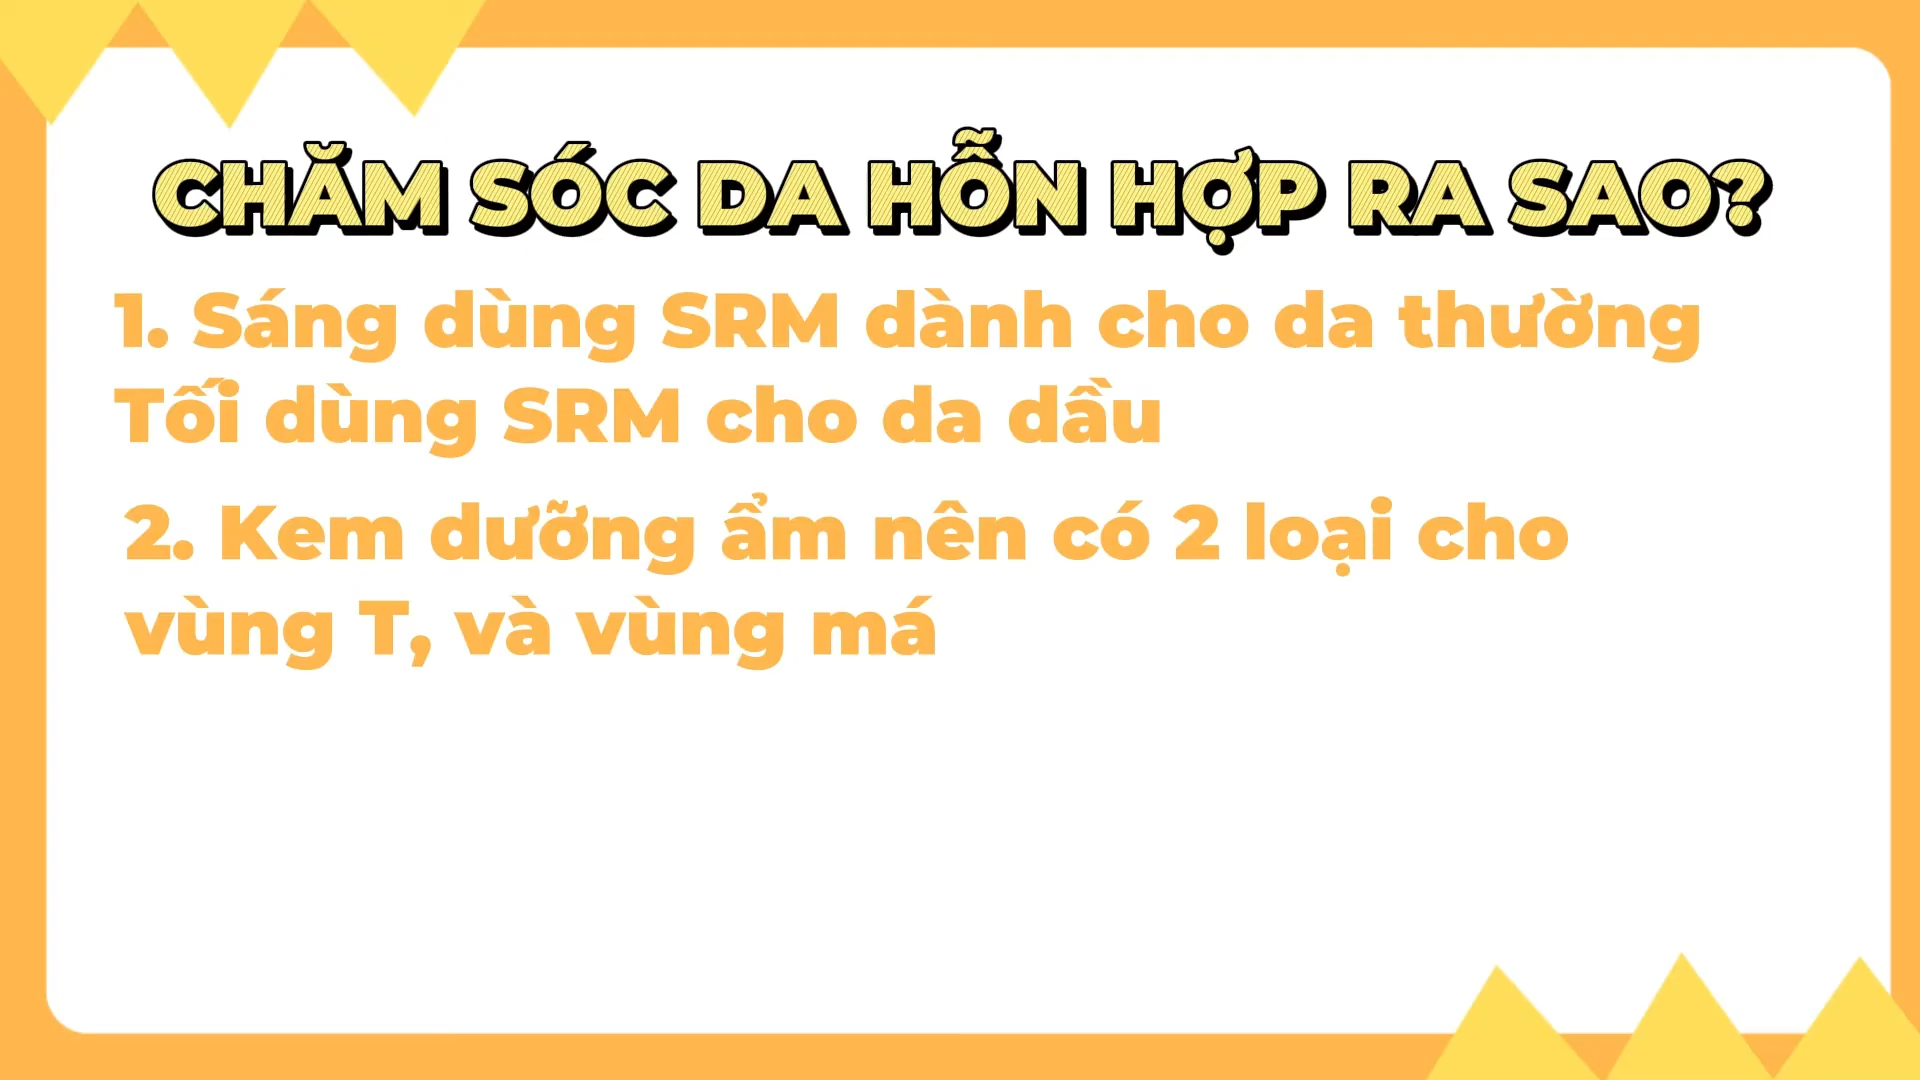 CHĂM SÓC DA HỖN HỢP RA SAO?
1. Sáng dùng SRM dành cho da thường
Tối dùng SRM cho da dầu
2. Kem dưỡng ẩm nên có 2 loại cho
vùng T, và vùng má